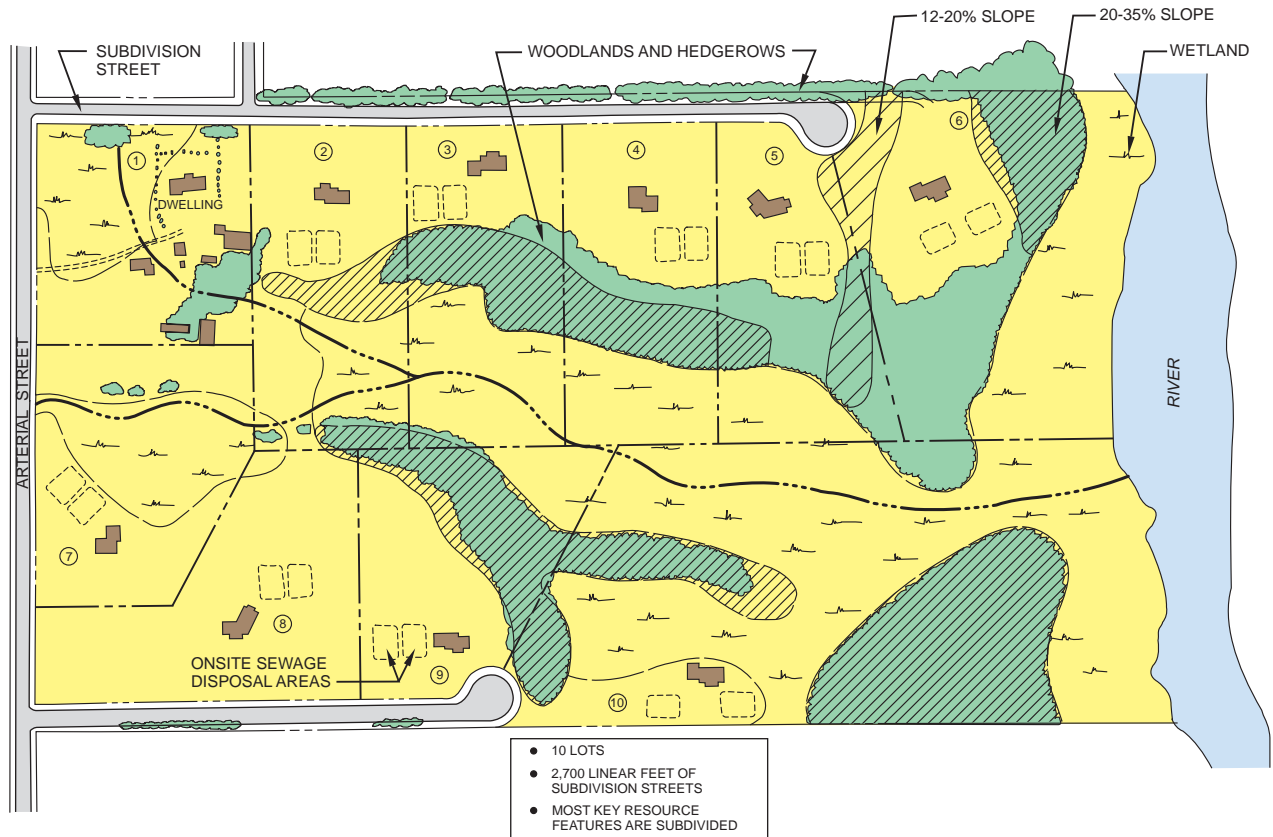 12-20% SLOPE
20-35% SLOPE
SUBDIVISION
STREET
WOODLANDS AND HEDGEROWS
WETLAND
1
2
3
4
5
6
DWELLING
ARTERIAL STREET
RIVER
7
8
9
10
ONSITE SEWAGE
DISPOSAL AREAS
● 10 LOTS
● 2,700 LINEAR FEET OF
SUBDIVISION STREETS
● MOST KEY RESOURCE
FEATURES ARE SUBDIVIDED